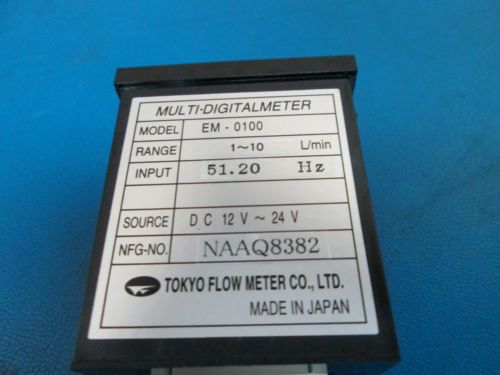 MULTI-DIGITALMETER
MODEL EM - 0100
RANGE 1~10 L/min
INPUT 51.20 Hz
SOURCE D C 12 V ~ 24 V
NFG-NO. NAAQ8382
TOKYO FLOW METER CO., LTD.
MADE IN JAPAN